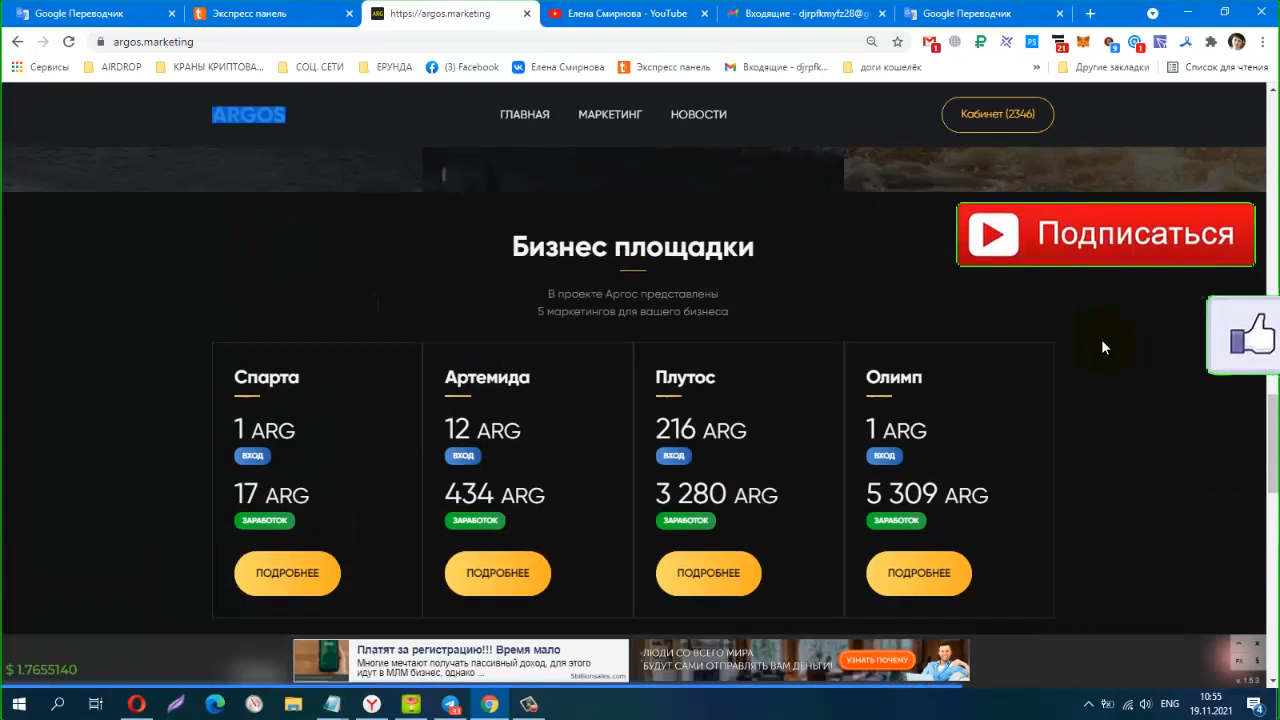 Google Переводчик
Экспресс панель
https://argos.marketing
Елена Смирнова - YouTube
Входящие - djrpfkmyfz28@g
Google Переводчик
argos.marketing
Сервисы
AIRDROP
КРАНЫ КРИПТОВА...
СОЦ. СЕТИ
ЕРУНДА
(3) Facebook
Елена Смирнова
Экспресс панель
Входящие - djrpfk...
доги кошелёк
Другие закладки
Список для чтения
ARGOS
ГЛАВНАЯ
МАРКЕТИНГ
НОВОСТИ
Кабинет (2346)
Подписаться
Бизнес площадки
В проекте Аргос представлены
5 маркетингов для вашего бизнеса
Спарта
1 ARG
ВХОД
17 ARG
ЗАРАБОТОК
ПОДРОБНЕЕ
Артемида
12 ARG
ВХОД
434 ARG
ЗАРАБОТОК
ПОДРОБНЕЕ
Плутос
216 ARG
ВХОД
3 280 ARG
ЗАРАБОТОК
ПОДРОБНЕЕ
Олимп
1 ARG
ВХОД
5 309 ARG
ЗАРАБОТОК
ПОДРОБНЕЕ
$ 1.7655140
Платят за регистрацию!!! Время мало
Многие мечтают получать пассивный доход, для этого
идут в МЛМ бизнес, однако ...
5billionsales.com
ЛЮДИ СО ВСЕГО МИРА
БУДУТ САМИ ОТПРАВЛЯТЬ ВАМ ДЕНЬГИ!
УЗНАТЬ ПОЧЕМУ
FX $
v. 1.5.3
ENG
10:55
19.11.2021